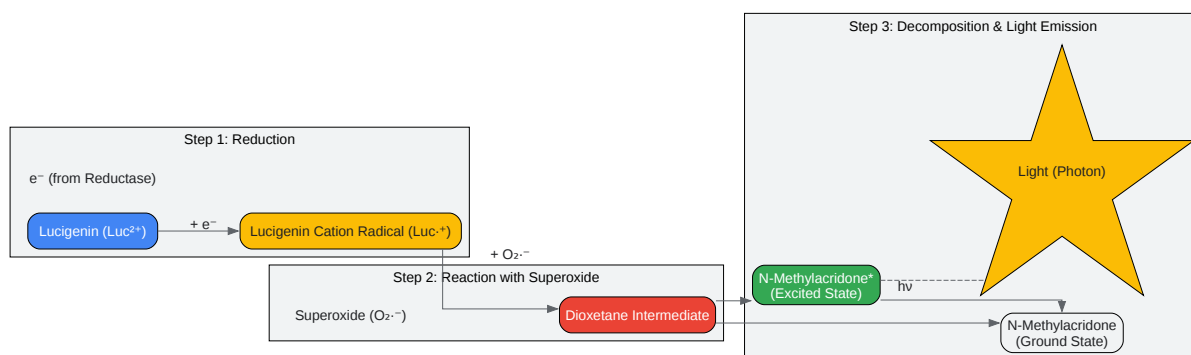 Step 1: Reduction
e⁻ (from Reductase)
Lucigenin (Luc²⁺)
+ e⁻
Lucigenin Cation Radical (Luc·⁺)
+ O₂·⁻
Step 2: Reaction with Superoxide
Superoxide (O₂·⁻)
Dioxetane Intermediate
Step 3: Decomposition & Light Emission
Light (Photon)
N-Methylacridone*
(Excited State)
hν
N-Methylacridone
(Ground State)